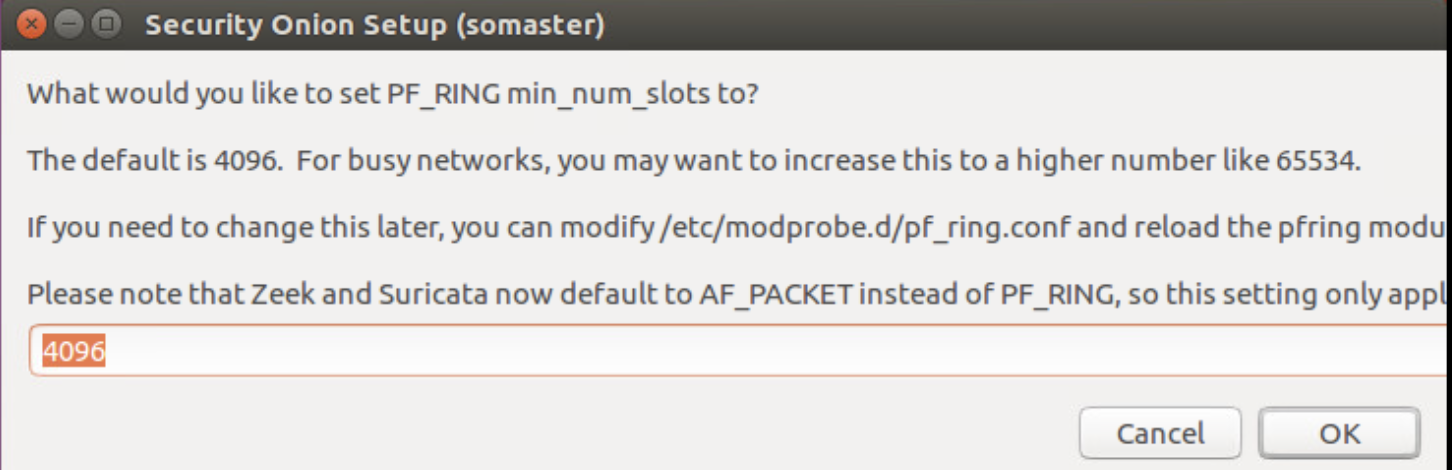 Security Onion Setup (somaster)
What would you like to set PF_RING min_num_slots to?
The default is 4096.  For busy networks, you may want to increase this to a higher number like 65534.
If you need to change this later, you can modify /etc/modprobe.d/pf_ring.conf and reload the pfring modu
Please note that Zeek and Suricata now default to AF_PACKET instead of PF_RING, so this setting only appl
4096
Cancel OK